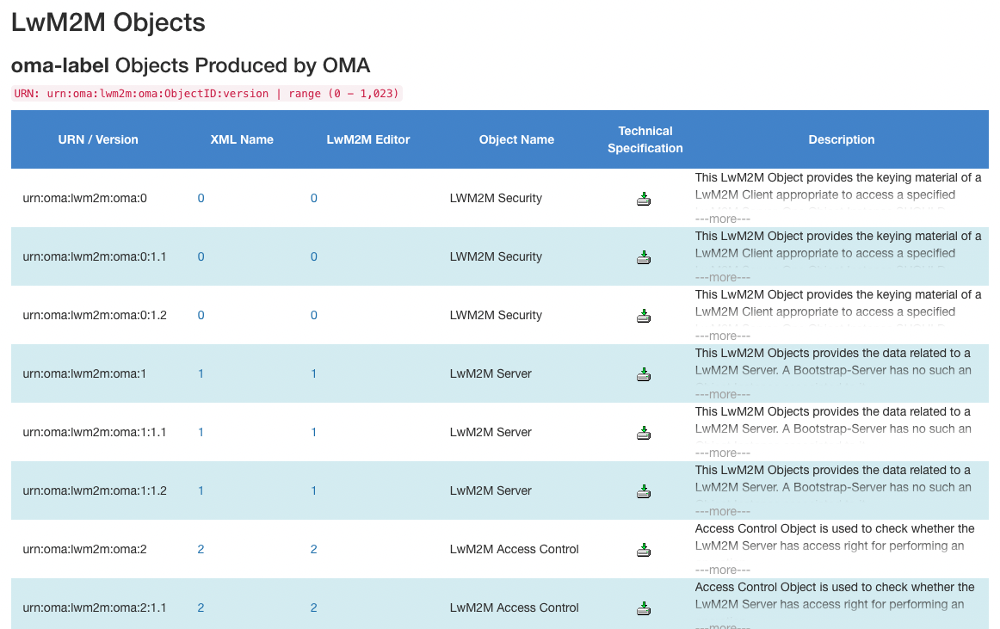 LwM2M Objects
oma-label Objects Produced by OMA
URN: urn:oma:lwm2m:oma:ObjectID:version | range (0 - 1,023)
URN / Version XML Name LwM2M Editor Object Name Technical Specification Description
urn:oma:lwm2m:oma:0 0 0 LWM2M Security This LwM2M Object provides the keying material of a
LwM2M Client appropriate to access a specified
---more---
urn:oma:lwm2m:oma:0:1.1 0 0 LWM2M Security This LwM2M Object provides the keying material of a
LwM2M Client appropriate to access a specified
---more---
urn:oma:lwm2m:oma:0:1.2 0 0 LWM2M Security This LwM2M Object provides the keying material of a
LwM2M Client appropriate to access a specified
---more---
urn:oma:lwm2m:oma:1 1 1 LwM2M Server This LwM2M Objects provides the data related to a
LwM2M Server. A Bootstrap-Server has no such an
---more---
urn:oma:lwm2m:oma:1:1.1 1 1 LwM2M Server This LwM2M Objects provides the data related to a
LwM2M Server. A Bootstrap-Server has no such an
---more---
urn:oma:lwm2m:oma:1:1.2 1 1 LwM2M Server This LwM2M Objects provides the data related to a
LwM2M Server. A Bootstrap-Server has no such an
---more---
urn:oma:lwm2m:oma:2 2 2 LwM2M Access Control Access Control Object is used to check whether the
LwM2M Server has access right for performing an
---more---
urn:oma:lwm2m:oma:2:1.1 2 2 LwM2M Access Control Access Control Object is used to check whether the
LwM2M Server has access right for performing an
---more---